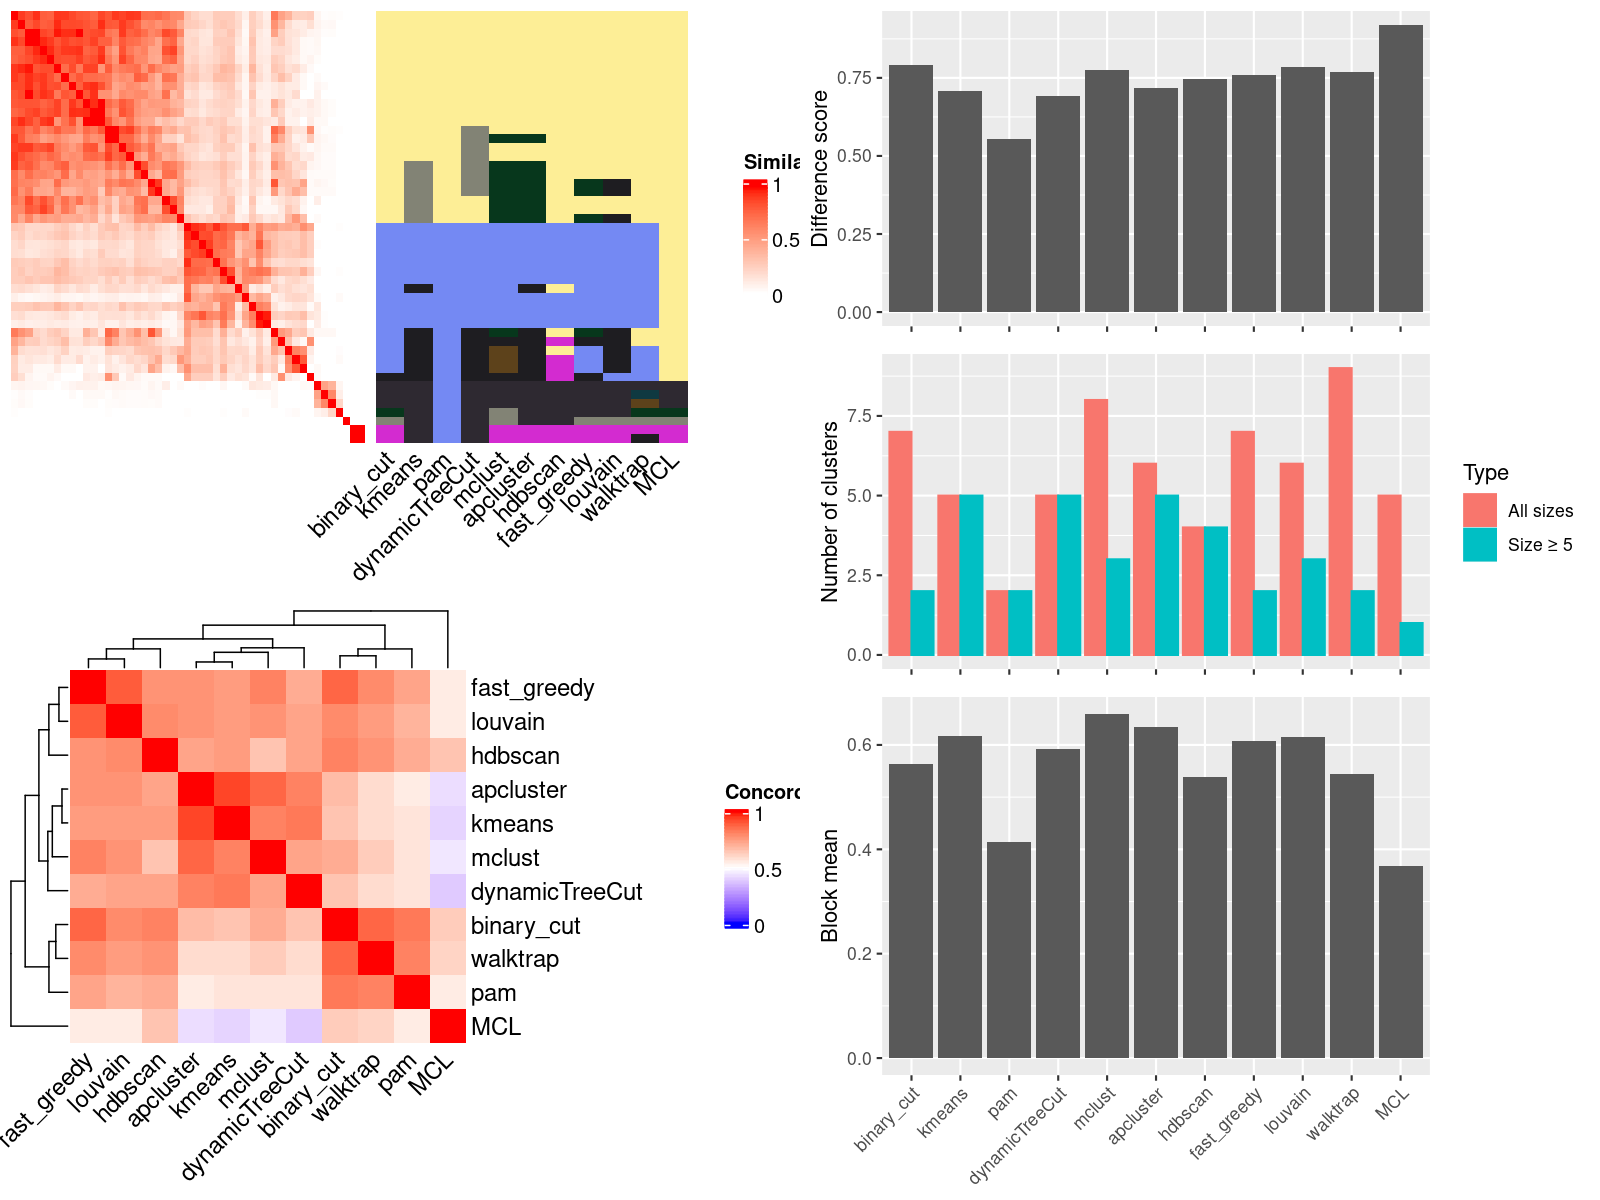 Simila
1
0.5
0
binary_cut
kmeans
pam
dynamicTreeCut
mclust
apcluster
hdbscan
fast_greedy
louvain
walktrap
MCL
fast_greedy
louvain
hdbscan
apcluster
kmeans
mclust
dynamicTreeCut
binary_cut
walktrap
pam
MCL
Concord
1
0.5
0
fast_greedy
louvain
hdbscan
apcluster
kmeans
mclust
dynamicTreeCut
binary_cut
walktrap
pam
MCL
Difference score
0.75
0.50
0.25
0.00
Number of clusters
7.5
5.0
2.5
0.0
Type
All sizes
Size ≥ 5
Block mean
0.6
0.4
0.2
0.0
binary_cut
kmeans
pam
dynamicTreeCut
mclust
apcluster
hdbscan
fast_greedy
louvain
walktrap
MCL